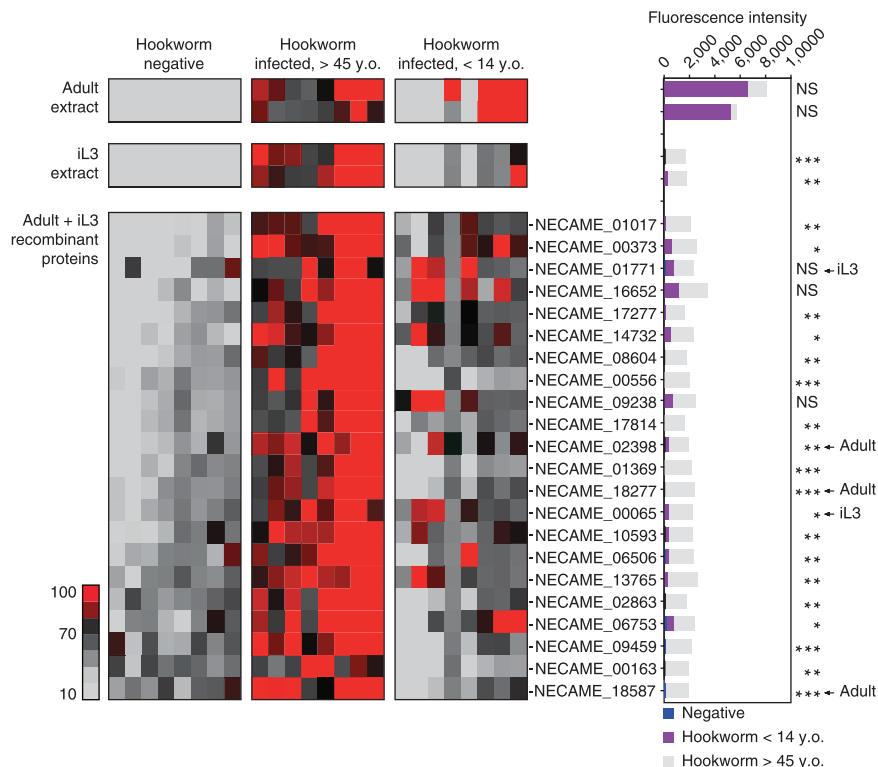 Fluorescence intensity
0
2,000
4,000
6,000
8,000
1,0000
Hookworm
negative
Hookworm
infected, > 45 y.o.
Hookworm
infected, < 14 y.o.
Adult
extract
NS
NS
iL3
extract
***
**
Adult + iL3
recombinant
proteins
NECAME_01017 **
NECAME_00373 *
NECAME_01771 NS iL3
NECAME_16652 NS
NECAME_17277 **
NECAME_14732 *
NECAME_08604 **
NECAME_00556 ***
NECAME_09238 NS
NECAME_17814 **
NECAME_02398 ** Adult
NECAME_01369 ***
NECAME_18277 *** Adult
NECAME_00065 * iL3
NECAME_10593 **
NECAME_06506 **
NECAME_13765 **
NECAME_02863 **
NECAME_06753 *
NECAME_09459 ***
NECAME_00163 **
NECAME_18587 *** Adult
100
70
10
Negative
Hookworm < 14 y.o.
Hookworm > 45 y.o.